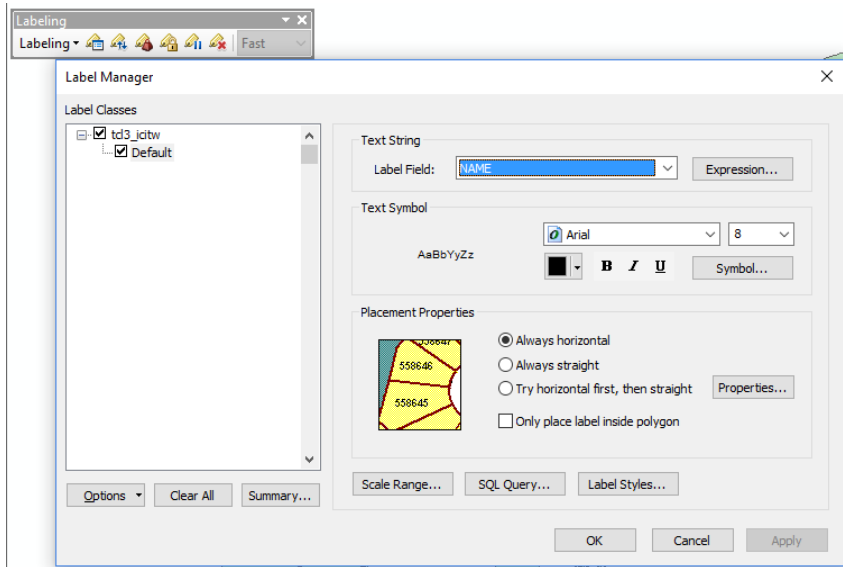 Labeling
Labeling Fast
Label Manager
Label Classes
tcl3_icitw
Default
Options Clear All Summary...
Text String
Label Field: NAME Expression...
Text Symbol
AaBbYyZz
Arial 8
B I U Symbol...
Placement Properties
558647
558646
558645
Always horizontal
Always straight
Try horizontal first, then straight Properties...
Only place label inside polygon
Scale Range... SQL Query... Label Styles...
OK Cancel Apply